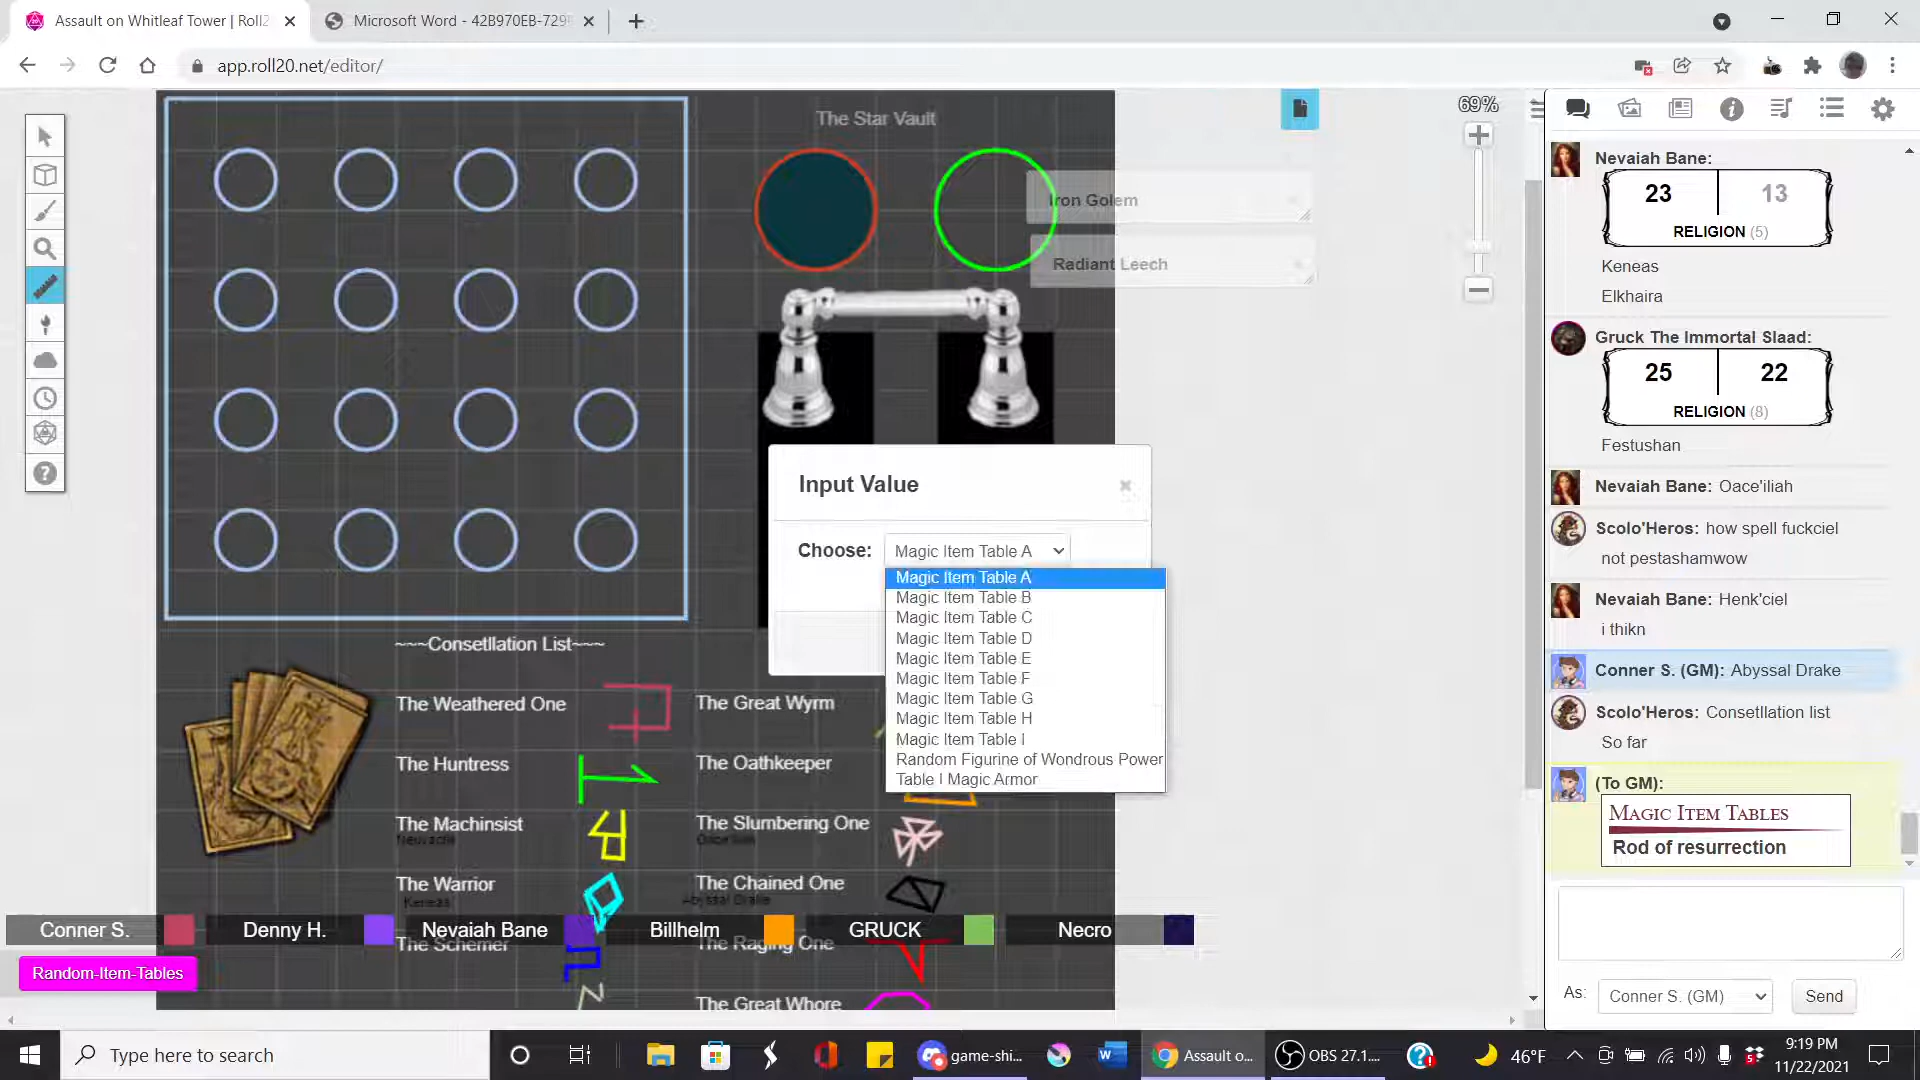 Assault on Whitleaf Tower | Roll2
Microsoft Word - 42B970EB-729F
app.roll20.net/editor/
The Star Vault
69%
Iron Golem
Radiant Leech
Input Value
Choose: Magic Item Table A
Magic Item Table A
Magic Item Table B
Magic Item Table C
Magic Item Table D
Magic Item Table E
Magic Item Table F
Magic Item Table G
Magic Item Table H
Magic Item Table I
Random Figurine of Wondrous Power
Table I Magic Armor
~~~Consetllation List~~~
The Weathered One
The Great Wyrm
The Huntress
The Oathkeeper
The Machinsist
The Slumbering One
The Warrior
Keneas
The Chained One
Abyssal Drake
The Schemer
The Raging One
The Great Whore
Conner S.
Denny H.
Nevaiah Bane
Billhelm
GRUCK
Necro
Random-Item-Tables
Nevaiah Bane:
23 13
RELIGION (5)
Keneas
Elkhaira
Gruck The Immortal Slaad:
25 22
RELIGION (8)
Festushan
Nevaiah Bane: Oace'iliah
Scolo'Heros: how spell fuckciel
not pestashamwow
Nevaiah Bane: Henk'ciel
i thikn
Conner S. (GM): Abyssal Drake
Scolo'Heros: Consetllation list
So far
(To GM):
MAGIC ITEM TABLES
Rod of resurrection
As: Conner S. (GM) Send
Type here to search
game-shi...
Assault o...
OBS 27.1....
46°F
9:19 PM
11/22/2021